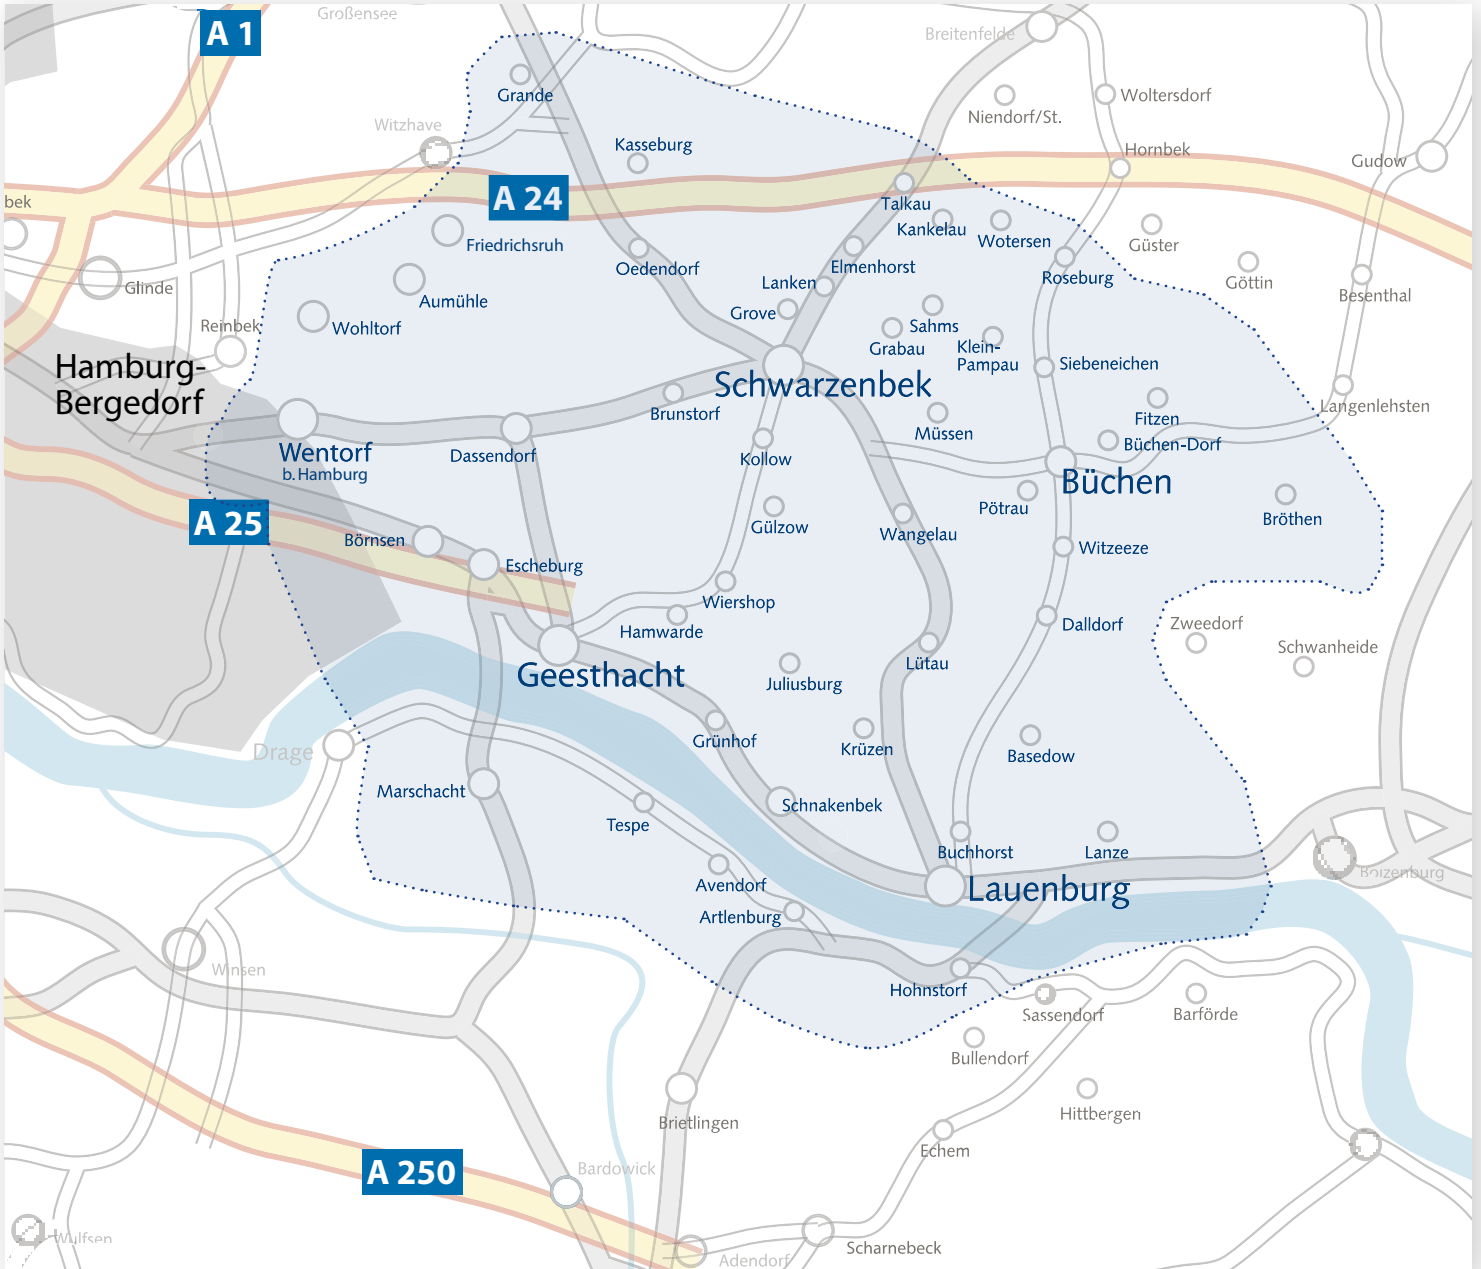 Großensee
A 1
Breitenfelde
Grande
Woltersdorf
Niendorf/St.
Witzhave
Kasseburg
Hornbek
Gudow
A 24
bek
Talkau
Kankelau
Wotersen
Güster
Friedrichsruh
Oedendorf
Elmenhorst
Roseburg
Lanken
Göttin
Glinde
Aumühle
Besenthal
Grove
Reinbek
Wohltorf
Sahms
Grabau
Klein-
Pampau
Siebeneichen
Hamburg-
Bergedorf
Schwarzenbek
Brunstorf
Langenlehsten
Fitzen
Müssen
Büchen-Dorf
Wentorf
b. Hamburg
Dassendorf
Kollow
Büchen
Pötrau
Bröthen
A 25
Gülzow
Wangelau
Börnsen
Witzeeze
Escheburg
Wiershop
Hamwarde
Dalldorf
Zweedorf
Schwanheide
Geesthacht
Lütau
Juliusburg
Drage
Grünhof
Krüzen
Basedow
Marschacht
Schnakenbek
Tespe
Buchhorst
Lanze
Boizenburg
Avendorf
Lauenburg
Artlenburg
Winsen
Hohnstorf
Sassendorf
Barförde
Bullendorf
Hittbergen
Brietlingen
Echem
A 250
Bardowick
Wulfsen
Scharnebeck
Adendorf